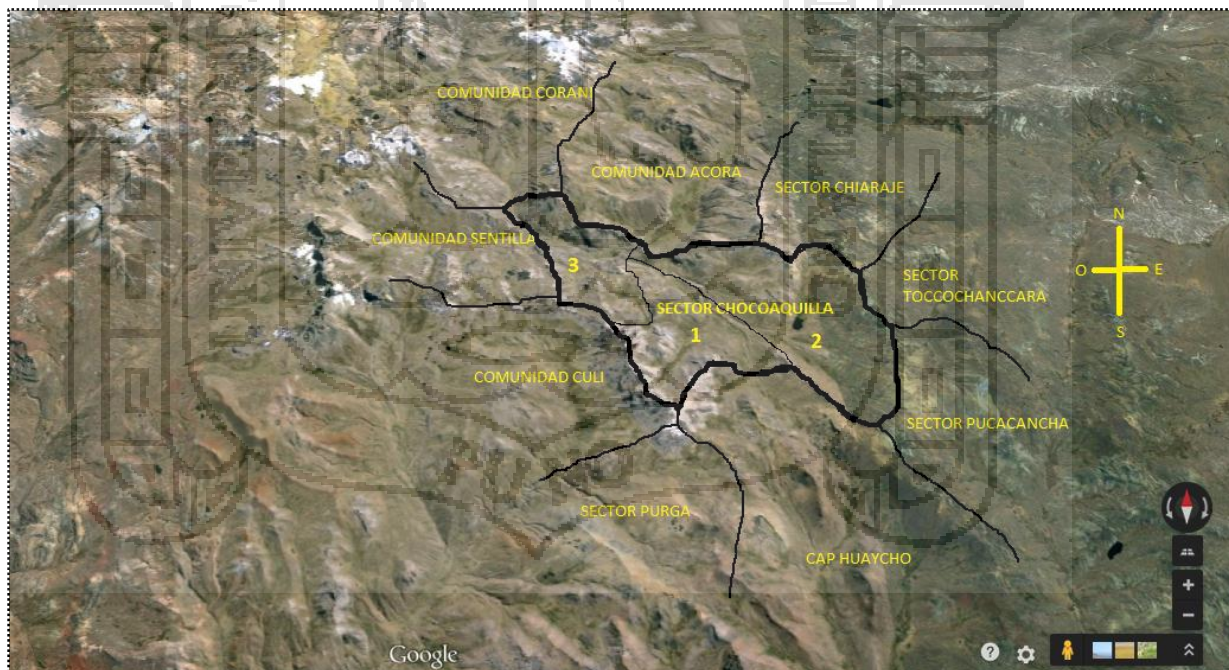 COMUNIDAD CORANI
COMUNIDAD ACORA
SECTOR CHIARAJE
N
COMUNIDAD SENTILLA
O
E
3
SECTOR
TOCCOCHANCCARA
SECTOR CHOCOAQUILLA
S
1
2
COMUNIDAD CULI
SECTOR PUCACANCHA
SECTOR PURGA
CAP HUAYCHO
Google